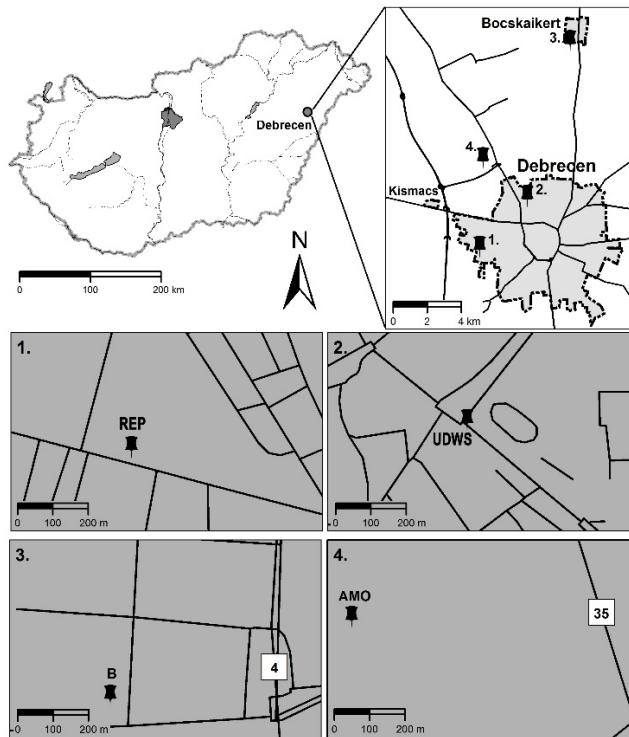 Debrecen
0 100 200 km
N
Bocskaikert
3.
4.
Debrecen
2.
Kismacs
1.
0 2 4 km
1.
REP
0 100 200 m
2.
UDWS
0 100 200 m
3.
B
4
0 100 200 m
4.
AMO
35
0 100 200 m